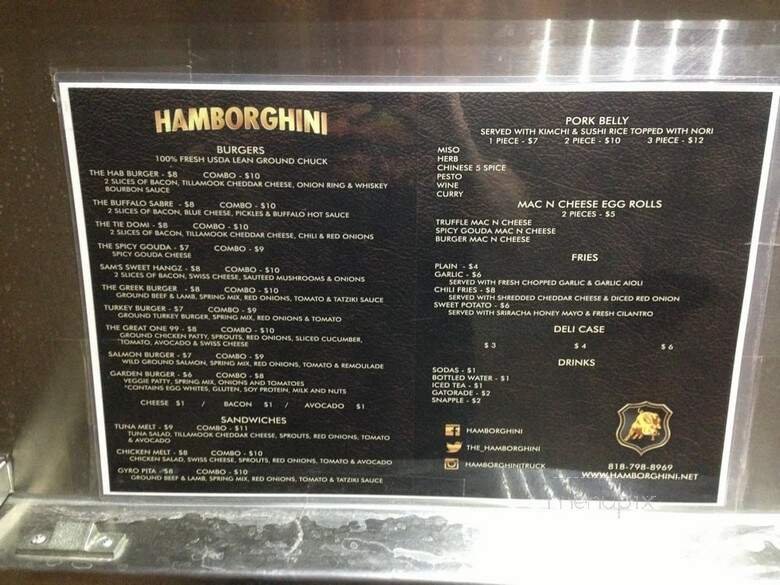 HAMBORGHINI
BURGERS
100% FRESH USDA LEAN GROUND CHUCK
THE HAB BURGER - $8 COMBO - $10
2 SLICES OF BACON, TILLAMOOK CHEDDAR CHEESE, ONION RING & WHISKEY
BOURBON SAUCE
THE BUFFALO SABRE - $8 COMBO - $10
2 SLICES OF BACON, BLUE CHEESE, PICKLES & BUFFALO HOT SAUCE
THE TIE DOMI - $8 COMBO - $10
2 SLICES OF BACON, TILLAMOOK CHEDDAR CHEESE, CHILI & RED ONIONS
THE SPICY GOUDA - $7 COMBO - $9
SPICY GOUDA CHEESE
SAM'S SWEET HANGZ - $8 COMBO - $10
2 SLICES OF BACON, SWISS CHEESE, SAUTEED MUSHROOMS & ONIONS
THE GREEK BURGER - $8 COMBO - $10
GROUND BEEF & LAMB, SPRING MIX, RED ONIONS, TOMATO & TATZIKI SAUCE
TURKEY BURGER - $7 COMBO - $9
GROUND TURKEY BURGER, SPRING MIX, RED ONIONS & TOMATO
THE GREAT ONE 99 - $8 COMBO - $10
GROUND CHICKEN PATTY, SPROUTS, RED ONIONS, SLICED CUCUMBER,
TOMATO, AVOCADO & SWISS CHEESE
SALMON BURGER - $7 COMBO - $9
WILD GROUND SALMON, SPRING MIX, RED ONIONS, TOMATO & REMOULADE
GARDEN BURGER - $6 COMBO - $8
VEGGIE PATTY, SPRING MIX, ONIONS AND TOMATOES
*CONTAINS EGG WHITES, GLUTEN, SOY PROTEIN, MILK AND NUTS
CHEESE $1 / BACON $1 / AVOCADO $1
SANDWICHES
TUNA MELT - $9 COMBO - $11
TUNA SALAD, TILLAMOOK CHEDDAR CHEESE, SPROUTS, RED ONIONS, TOMATO
& AVOCADO
CHICKEN MELT - $8 COMBO - $10
CHICKEN SALAD, SWISS CHEESE, SPROUTS, RED ONIONS, TOMATO & AVOCADO
GYRO PITA - $8 COMBO - $10
GROUND BEEF & LAMB, SPRING MIX, RED ONIONS, TOMATO & TATZIKI SAUCE
PORK BELLY
SERVED WITH KIMCHI & SUSHI RICE TOPPED WITH NORI
1 PIECE - $7 2 PIECE - $10 3 PIECE - $12
MISO
HERB
CHINESE 5 SPICE
PESTO
WINE
CURRY
MAC N CHEESE EGG ROLLS
2 PIECES - $5
TRUFFLE MAC N CHEESE
SPICY GOUDA MAC N CHEESE
BURGER MAC N CHEESE
FRIES
PLAIN - $4
GARLIC - $6
SERVED WITH FRESH CHOPPED GARLIC & GARLIC AIOLI
CHILI FRIES - $8
SERVED WITH SHREDDED CHEDDAR CHEESE & DICED RED ONION
SWEET POTATO - $6
SERVED WITH SRIRACHA HONEY MAYO & FRESH CILANTRO
DELI CASE
$3 $4 $6
DRINKS
SODAS - $1
BOTTLED WATER - $1
ICED TEA - $1
GATORADE - $2
SNAPPLE - $2
HAMBORGHINI
THE_HAMBORGHINI
HAMBORGHINITRUCK
818-798-8969
WWW.HAMBORGHINI.NET
menupix